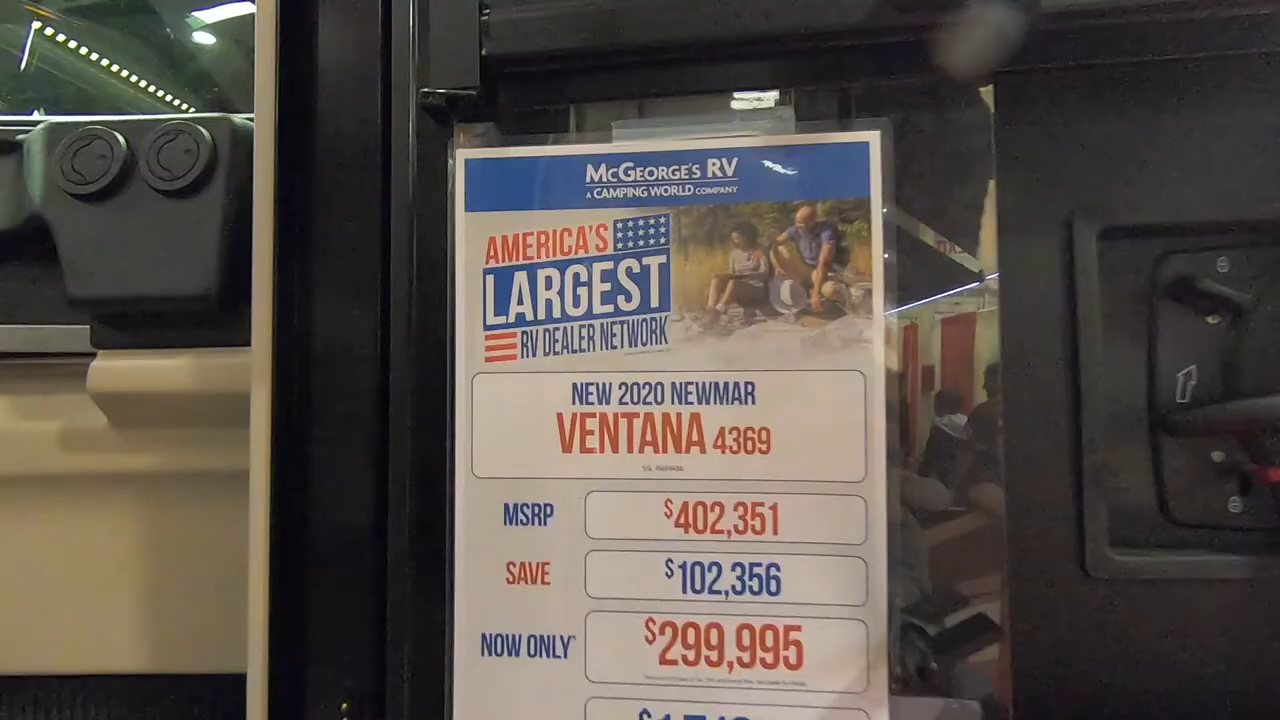 McGEORGE'S RV
A CAMPING WORLD COMPANY
AMERICA'S
LARGEST
RV DEALER NETWORK
NEW 2020 NEWMAR
VENTANA 4369
MSRP $402,351
SAVE $102,356
NOW ONLY* $299,995